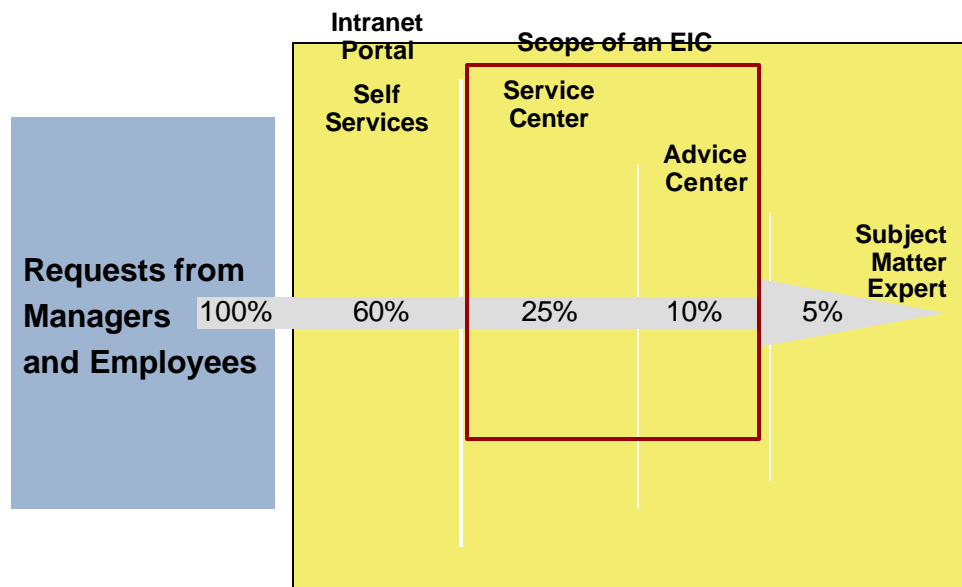 Intranet
Portal
Scope of an EIC
Self
Services
Service
Center
Advice
Center
Subject
Matter
Expert
Requests from
Managers
and Employees
100%
60%
25%
10%
5%